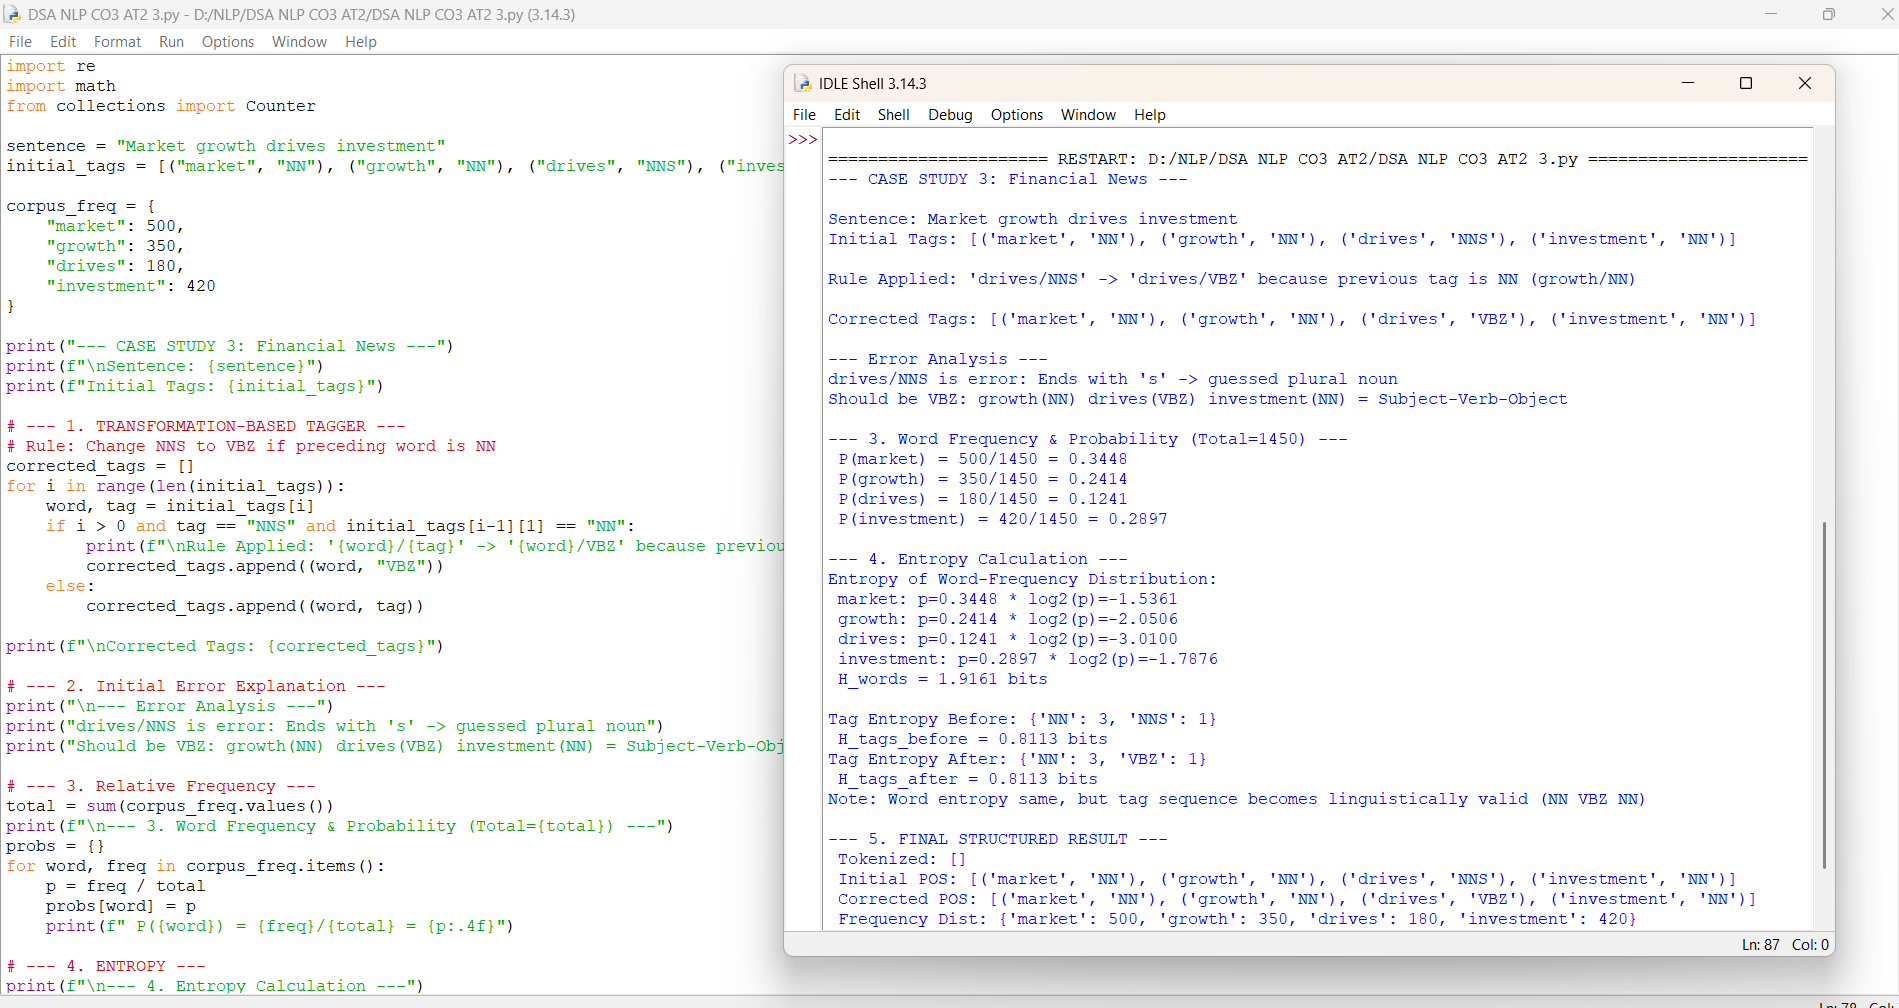 DSA NLP CO3 AT2 3.py - D:/NLP/DSA NLP CO3 AT2/DSA NLP CO3 AT2 3.py (3.14.3)
File Edit Format Run Options Window Help
import re
import math
from collections import Counter

sentence = "Market growth drives investment"
initial_tags = [("market", "NN"), ("growth", "NN"), ("drives", "NNS"), ("inves

corpus_freq = {
    "market": 500,
    "growth": 350,
    "drives": 180,
    "investment": 420
}

print("--- CASE STUDY 3: Financial News ---")
print(f"\nSentence: {sentence}")
print(f"Initial Tags: {initial_tags}")

# --- 1. TRANSFORMATION-BASED TAGGER ---
# Rule: Change NNS to VBZ if preceding word is NN
corrected_tags = []
for i in range(len(initial_tags)):
    word, tag = initial_tags[i]
    if i > 0 and tag == "NNS" and initial_tags[i-1][1] == "NN":
        print(f"\nRule Applied: '{word}/{tag}' -> '{word}/VBZ' because previou
        corrected_tags.append((word, "VBZ"))
    else:
        corrected_tags.append((word, tag))

print(f"\nCorrected Tags: {corrected_tags}")

# --- 2. Initial Error Explanation ---
print("\n--- Error Analysis ---")
print("drives/NNS is error: Ends with 's' -> guessed plural noun")
print("Should be VBZ: growth(NN) drives(VBZ) investment(NN) = Subject-Verb-Obj

# --- 3. Relative Frequency ---
total = sum(corpus_freq.values())
print(f"\n--- 3. Word Frequency & Probability (Total={total}) ---")
probs = {}
for word, freq in corpus_freq.items():
    p = freq / total
    probs[word] = p
    print(f" P({word}) = {freq}/{total} = {p:.4f}")

# --- 4. ENTROPY ---
print(f"\n--- 4. Entropy Calculation ---")
IDLE Shell 3.14.3
File Edit Shell Debug Options Window Help
>>>
====================== RESTART: D:/NLP/DSA NLP CO3 AT2/DSA NLP CO3 AT2 3.py ======================
--- CASE STUDY 3: Financial News ---

Sentence: Market growth drives investment
Initial Tags: [('market', 'NN'), ('growth', 'NN'), ('drives', 'NNS'), ('investment', 'NN')]

Rule Applied: 'drives/NNS' -> 'drives/VBZ' because previous tag is NN (growth/NN)

Corrected Tags: [('market', 'NN'), ('growth', 'NN'), ('drives', 'VBZ'), ('investment', 'NN')]

--- Error Analysis ---
drives/NNS is error: Ends with 's' -> guessed plural noun
Should be VBZ: growth(NN) drives(VBZ) investment(NN) = Subject-Verb-Object

--- 3. Word Frequency & Probability (Total=1450) ---
 P(market) = 500/1450 = 0.3448
 P(growth) = 350/1450 = 0.2414
 P(drives) = 180/1450 = 0.1241
 P(investment) = 420/1450 = 0.2897

--- 4. Entropy Calculation ---
Entropy of Word-Frequency Distribution:
 market: p=0.3448 * log2(p)=-1.5361
 growth: p=0.2414 * log2(p)=-2.0506
 drives: p=0.1241 * log2(p)=-3.0100
 investment: p=0.2897 * log2(p)=-1.7876
 H_words = 1.9161 bits

Tag Entropy Before: {'NN': 3, 'NNS': 1}
 H_tags_before = 0.8113 bits
Tag Entropy After: {'NN': 3, 'VBZ': 1}
 H_tags_after = 0.8113 bits
Note: Word entropy same, but tag sequence becomes linguistically valid (NN VBZ NN)

--- 5. FINAL STRUCTURED RESULT ---
 Tokenized: []
 Initial POS: [('market', 'NN'), ('growth', 'NN'), ('drives', 'NNS'), ('investment', 'NN')]
 Corrected POS: [('market', 'NN'), ('growth', 'NN'), ('drives', 'VBZ'), ('investment', 'NN')]
 Frequency Dist: {'market': 500, 'growth': 350, 'drives': 180, 'investment': 420}
Ln: 87 Col: 0